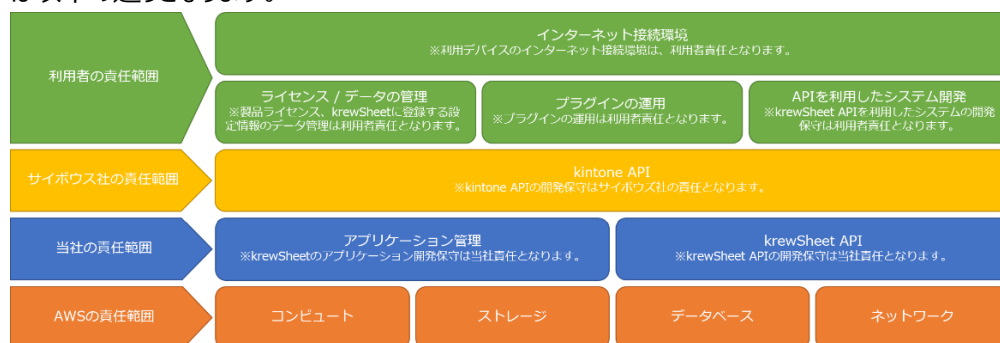 インターネット接続環境
※利用デバイスのインターネット接続環境は、利用者責任となります。
利用者の責任範囲
ライセンス / データの管理
※製品ライセンス、krewSheetに登録する設
定情報のデータ管理は利用者責任となります。
プラグインの運用
※プラグインの運用は利用者責任となります。
APIを利用したシステム開発
※krewSheet APIを利用したシステムの開発
保守は利用者責任となります。
サイボウズ社の責任範囲
kintone API
※kintone APIの開発保守はサイボウズ社の責任となります。
当社の責任範囲
アプリケーション管理
※krewSheetのアプリケーション開発保守は当社責任となります。
krewSheet API
※krewSheet APIの開発保守は当社責任となります。
AWSの責任範囲
コンピュート
ストレージ
データベース
ネットワーク